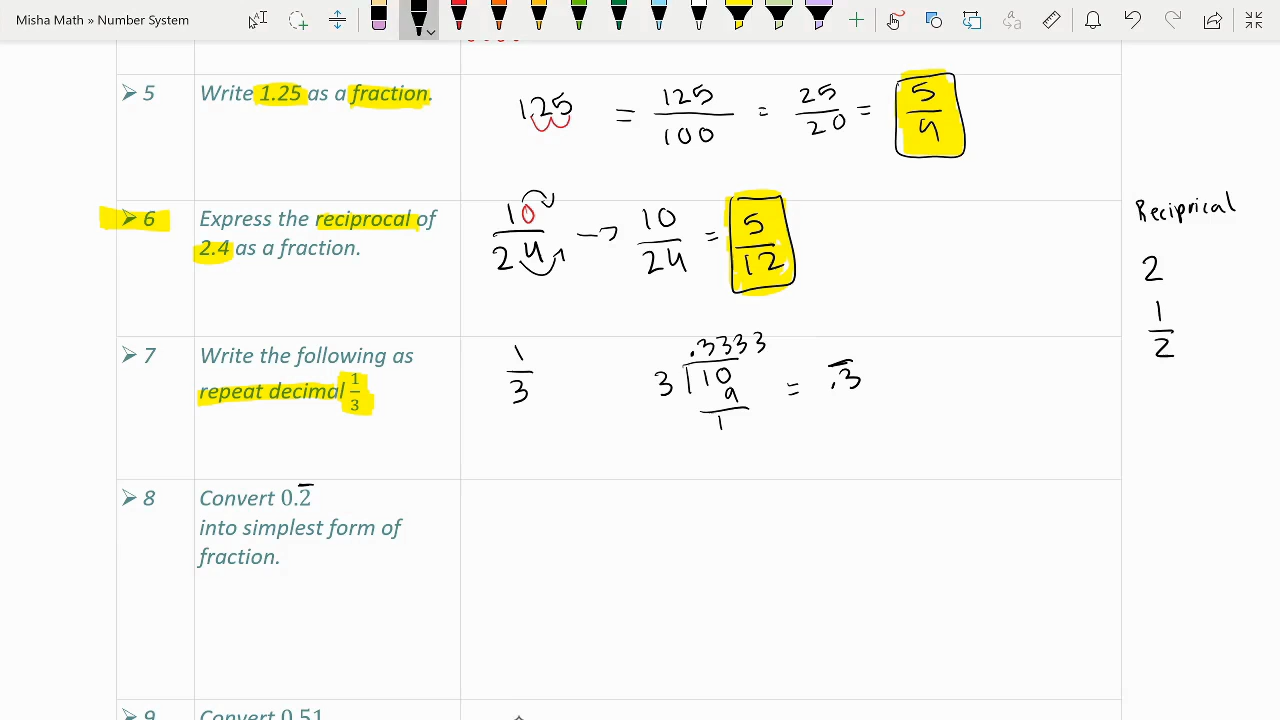 Misha Math » Number System
➢ 5 Write 1.25 as a fraction. 1.25 = 125/100 = 25/20 = 5/4
➢ 6 Express the reciprocal of
2.4 as a fraction. 10/24 → 10/24 = 5/12
Reciprical
2
1/2
➢ 7 Write the following as
repeat decimal 1/3
1/3
.3333
3 10 = .3̅
9
1
➢ 8 Convert 0.2̅
into simplest form of
fraction.
➢ 9 Convert 0.51